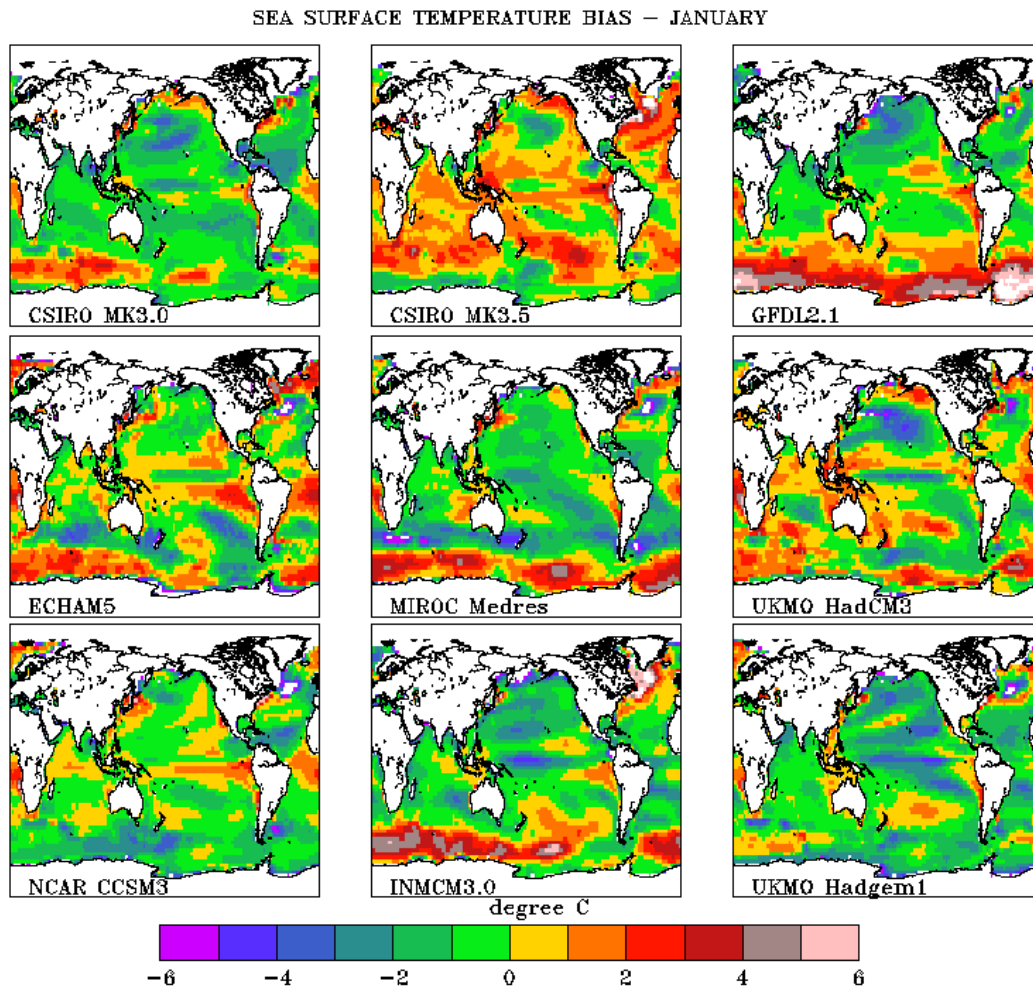 SEA SURFACE TEMPERATURE BIAS – JANUARY
CSIRO MK3.0
CSIRO MK3.5
GFDL2.1
ECHAM5
MIROC Medres
UKMO HadCM3
NCAR CCSM3
INMCM3.0
UKMO Hadgem1
degree C
−6 −4 −2 0 2 4 6